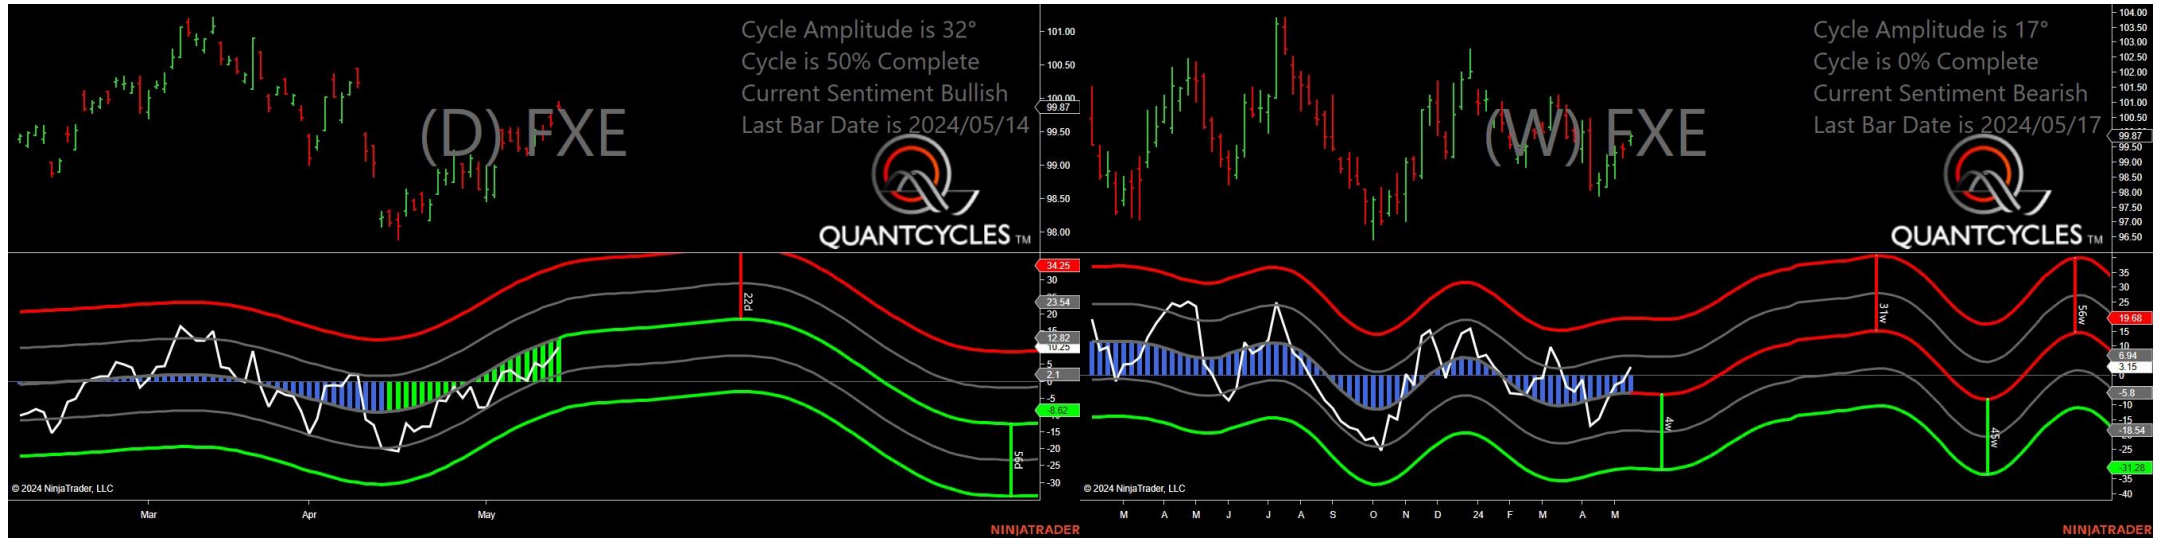 Cycle Amplitude is 32°
Cycle is 50% Complete
Current Sentiment Bullish
Last Bar Date is 2024/05/14
(D) FXE
QUANTCYCLES TM
101.00
100.50
100.00
99.87
99.50
99.00
98.50
98.00
34.25
30
23.54
20
12.82
10.25
2.1
-5
-8.62
-15
-20
-25
-30
22d
56d
© 2024 NinjaTrader, LLC
Mar
Apr
May
NINJATRADER
Cycle Amplitude is 17°
Cycle is 0% Complete
Current Sentiment Bearish
Last Bar Date is 2024/05/17
(W) FXE
QUANTCYCLES TM
104.00
103.50
103.00
102.50
102.00
101.50
101.00
100.50
99.87
99.50
99.00
98.50
98.00
97.50
97.00
96.50
35
30
25
19.68
15
10
6.94
3.15
0
-5.8
-10
-15
-18.54
-25
-31.28
-35
-40
31w
56w
4w
45w
© 2024 NinjaTrader, LLC
M A M J J A S O N D 24 F M A M
NINJATRADER